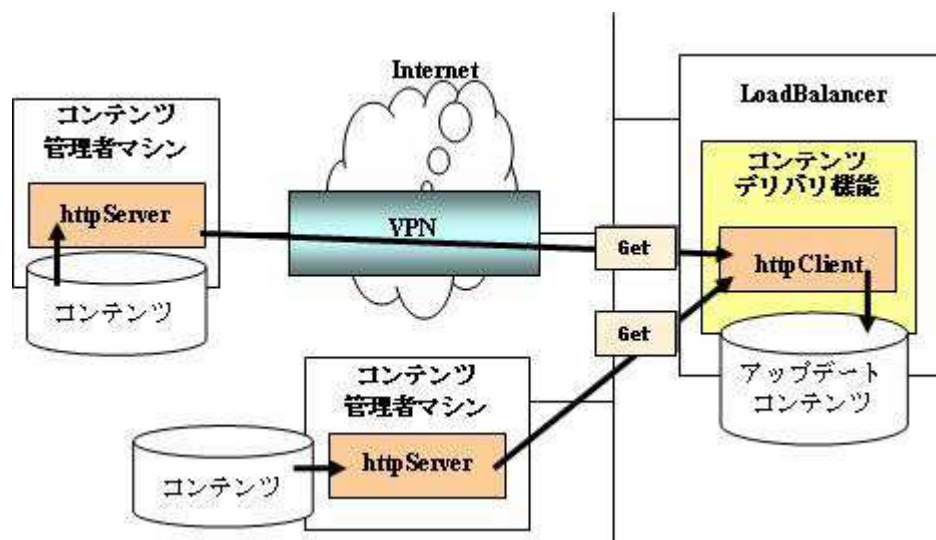 Internet
LoadBalancer
コンテンツ
管理者マシン
コンテンツ
デリバリ機能
httpServer
VPN
Get
httpClient
コンテンツ
Get
コンテンツ
管理者マシン
アップデート
コンテンツ
httpServer
コンテンツ